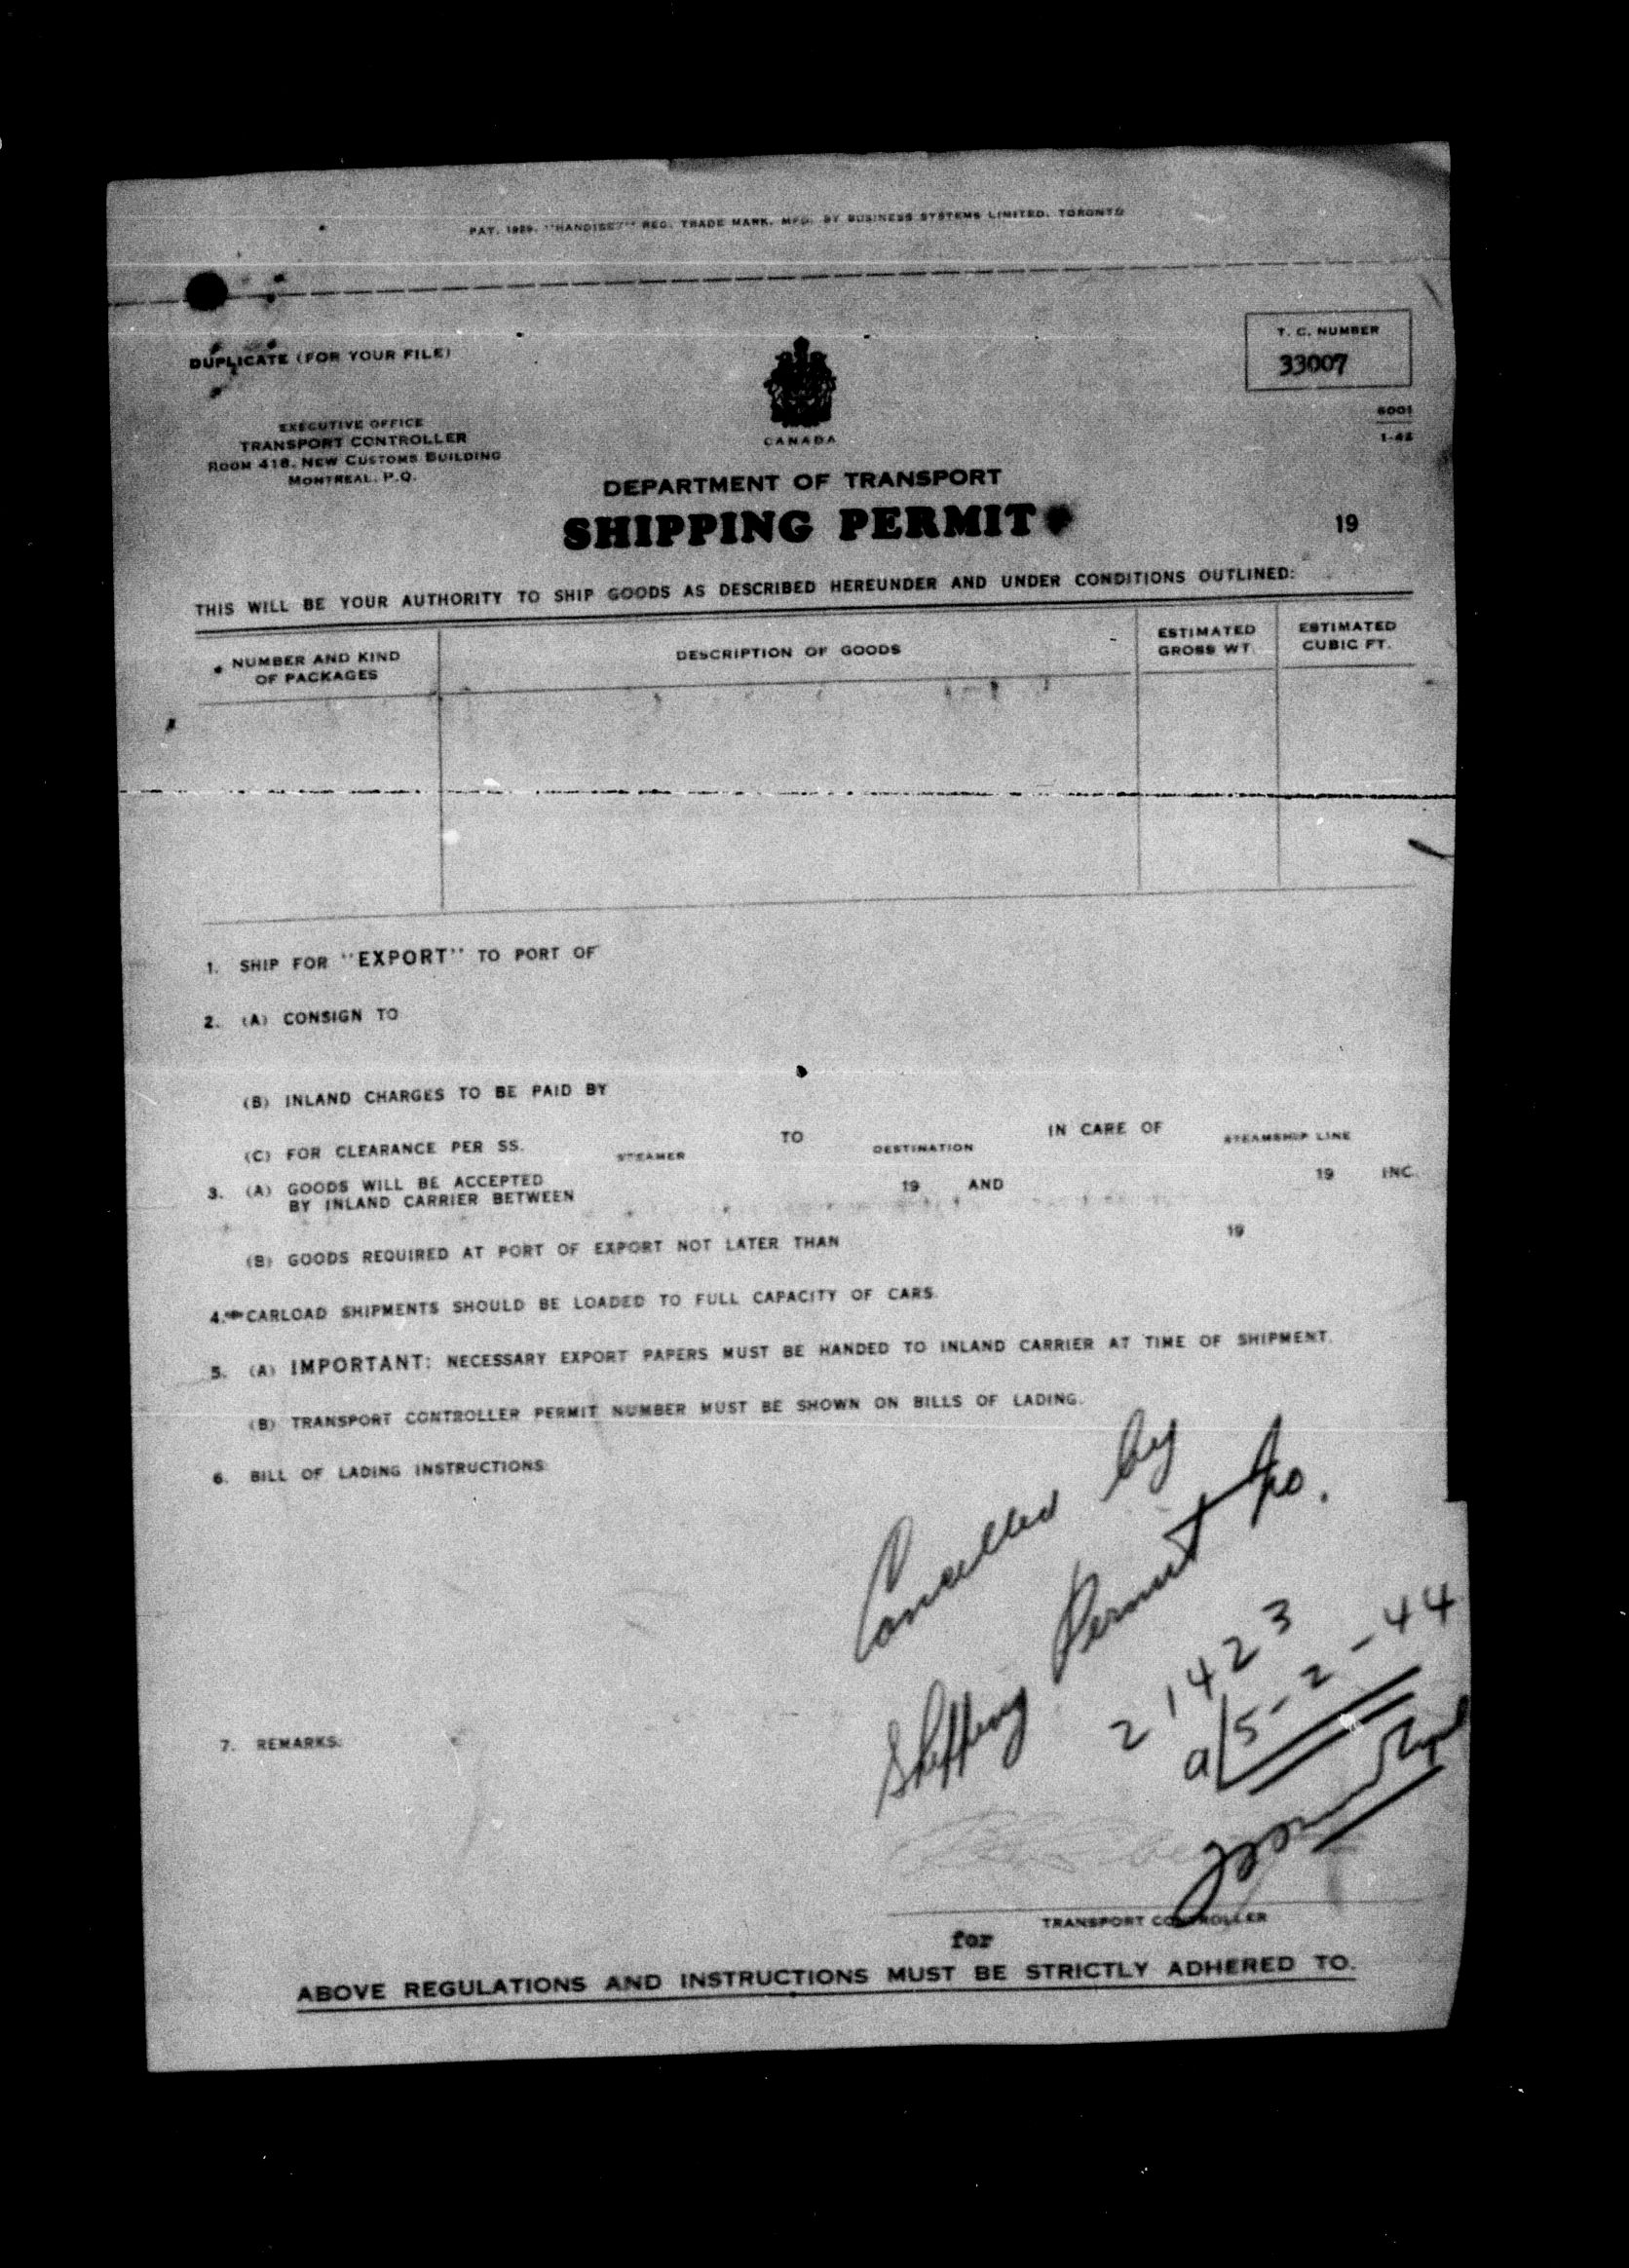 PAT. 1929. "HANDISET" REG. TRADE MARK. MFD. BY BUSINESS SYSTEMS LIMITED. TORONTO
DUPLICATE (FOR YOUR FILE)
T. C. NUMBER
33007
6001
1-42
EXECUTIVE OFFICE
TRANSPORT CONTROLLER
ROOM 418, NEW CUSTOMS BUILDING
MONTREAL, P.Q.
CANADA
DEPARTMENT OF TRANSPORT
SHIPPING PERMIT
19
THIS WILL BE YOUR AUTHORITY TO SHIP GOODS AS DESCRIBED HEREUNDER AND UNDER CONDITIONS OUTLINED:
NUMBER AND KIND
OF PACKAGES
DESCRIPTION OF GOODS
ESTIMATED
GROSS WT.
ESTIMATED
CUBIC FT.
1. SHIP FOR "EXPORT" TO PORT OF
2. (A) CONSIGN TO
(B) INLAND CHARGES TO BE PAID BY
(C) FOR CLEARANCE PER SS. STEAMER TO DESTINATION IN CARE OF STEAMSHIP LINE
3. (A) GOODS WILL BE ACCEPTED
BY INLAND CARRIER BETWEEN 19 AND 19 INC.
(B) GOODS REQUIRED AT PORT OF EXPORT NOT LATER THAN 19
4. CARLOAD SHIPMENTS SHOULD BE LOADED TO FULL CAPACITY OF CARS.
5. (A) IMPORTANT: NECESSARY EXPORT PAPERS MUST BE HANDED TO INLAND CARRIER AT TIME OF SHIPMENT.
(B) TRANSPORT CONTROLLER PERMIT NUMBER MUST BE SHOWN ON BILLS OF LADING.
6. BILL OF LADING INSTRUCTIONS:
Cancelled by
Shipping Permit No.
21423
a/5-2-44
7. REMARKS:
TRANSPORT CONTROLLER
for
ABOVE REGULATIONS AND INSTRUCTIONS MUST BE STRICTLY ADHERED TO.